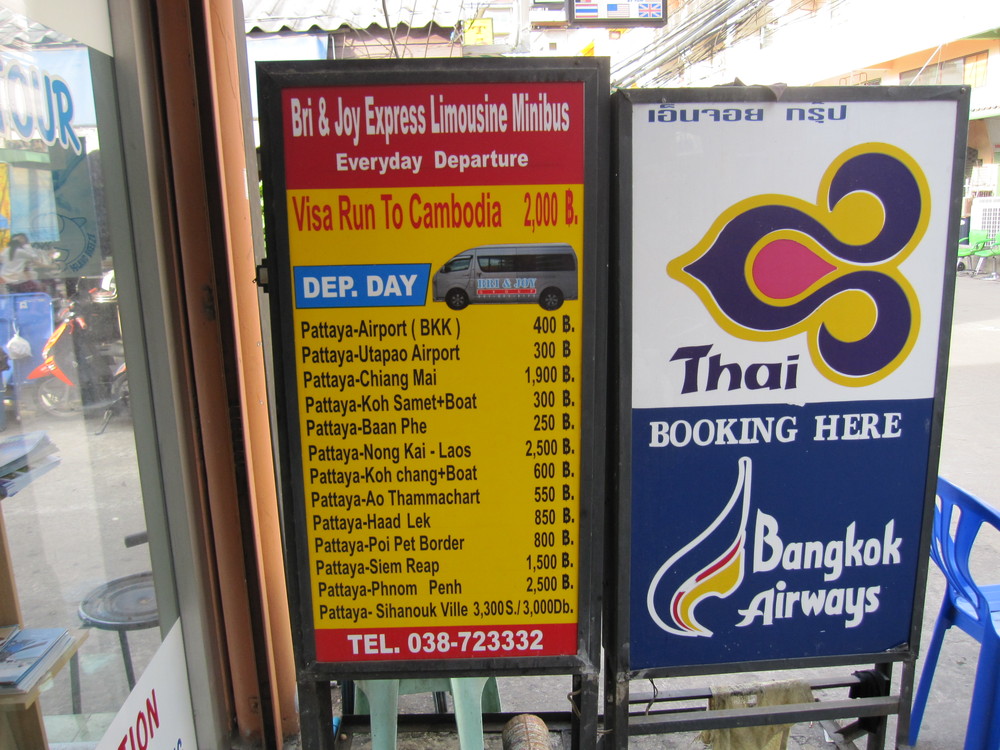 OUR
Bri & Joy Express Limousine Minibus
Everyday Departure
Visa Run To Cambodia 2,000 B.
DEP. DAY
BRI & JOY
Pattaya-Airport ( BKK ) 400 B.
Pattaya-Utapao Airport 300 B
Pattaya-Chiang Mai 1,900 B.
Pattaya-Koh Samet+Boat 300 B.
Pattaya-Baan Phe 250 B.
Pattaya-Nong Kai - Laos 2,500 B.
Pattaya-Koh chang+Boat 600 B.
Pattaya-Ao Thammachart 550 B.
Pattaya-Haad Lek 850 B.
Pattaya-Poi Pet Border 800 B.
Pattaya-Siem Reap 1,500 B.
Pattaya-Phnom Penh 2,500 B.
Pattaya- Sihanouk Ville 3,300S./3,000Db.
TEL. 038-723332
เอ็นจอย กรุ๊ป
Thai
BOOKING HERE
Bangkok
Airways
TION